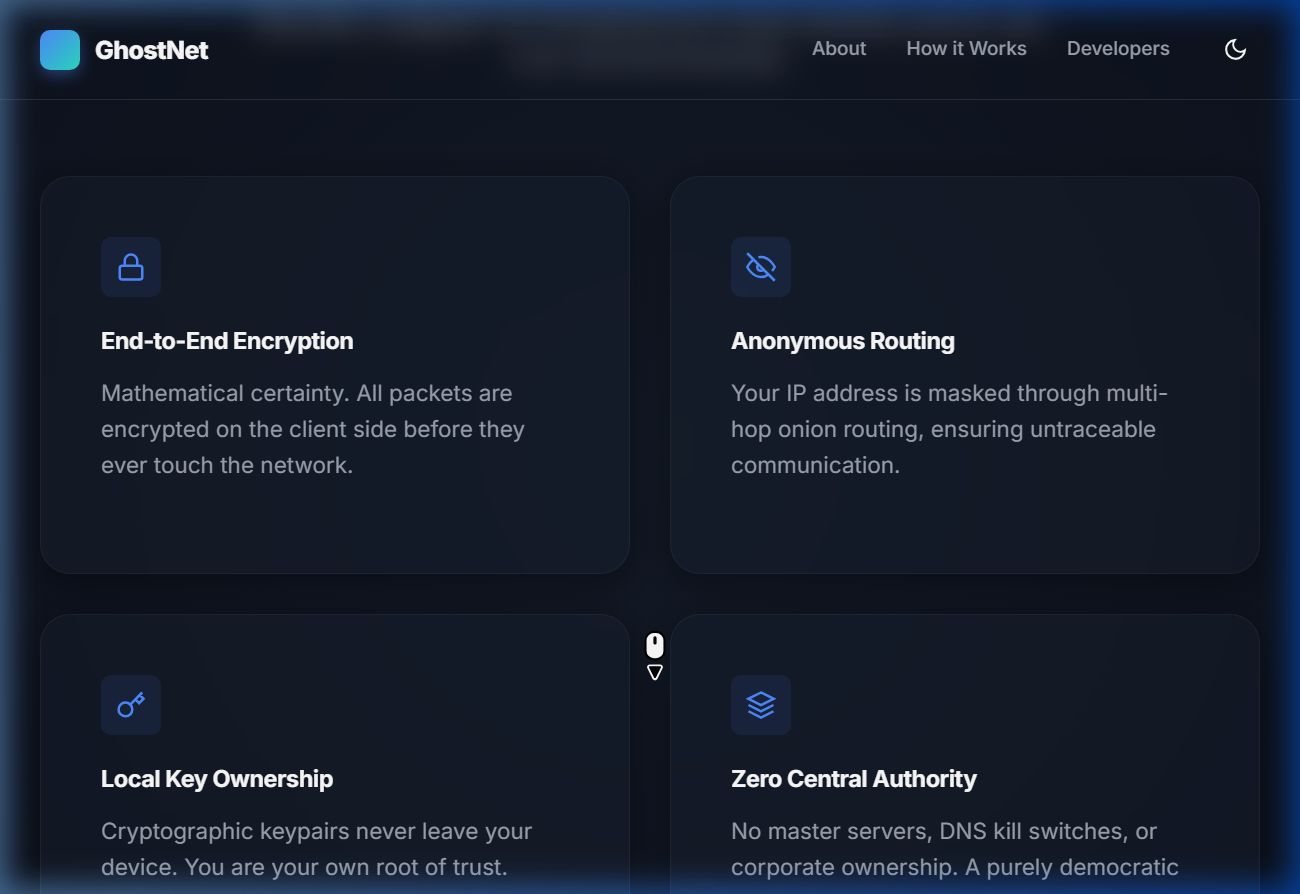 GhostNet
About
How it Works
Developers
End-to-End Encryption
Mathematical certainty. All packets are
encrypted on the client side before they
ever touch the network.
Anonymous Routing
Your IP address is masked through multi-
hop onion routing, ensuring untraceable
communication.
Local Key Ownership
Cryptographic keypairs never leave your
device. You are your own root of trust.
Zero Central Authority
No master servers, DNS kill switches, or
corporate ownership. A purely democratic